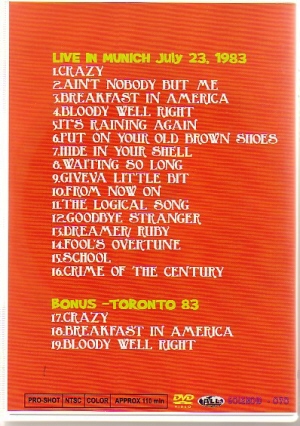 LIVE IN MUNICH July 23, 1983
1.CRAZY
2.AIN'T NOBODY BUT ME
3.BREAKFAST IN AMERICA
4.BLOODY WELL RIGHT
5.IT'S RAINING AGAIN
6.PUT ON YOUR OLD BROWN SHOES
7.HIDE IN YOUR SHELL
8.WAITING SO LONG
9.GIVEVA LITTLE BIT
10.FROM NOW ON
11.THE LOGICAL SONG
12.GOODBYE STRANGER
13.DREAMER RUBY
14.FOOL'S OVERTUNE
15.SCHOOL
16.CRIME OF THE CENTURY
BONUS -TORONTO 83
17.CRAZY
18.BREAKFAST IN AMERICA
19.BLOODY WELL RIGHT
PRO-SHOT NTSC COLOR APPROX 110 min DVD VIDEO